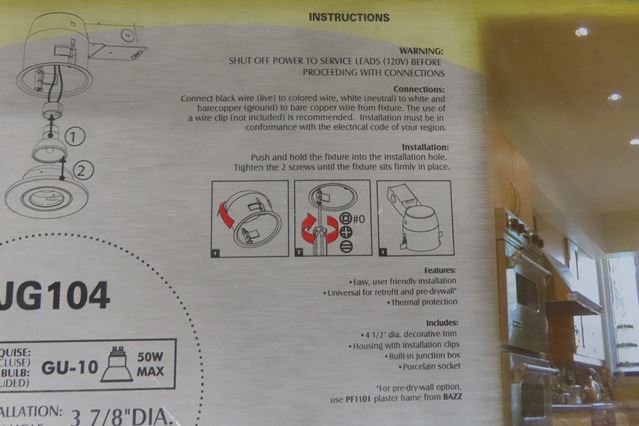 INSTRUCTIONS
WARNING:
SHUT OFF POWER TO SERVICE LEADS (120V) BEFORE
PROCEEDING WITH CONNECTIONS
Connections:
Connect black wire (live) to colored wire, white (neutral) to white and
barecopper (ground) to bare copper wire from fixture. The use of
a wire clip (not included) is recommended. Installation must be in
conformance with the electrical code of your region.
Installation:
Push and hold the fixture into the installation hole.
Tighten the 2 screws until the fixture sits firmly in place.
1
2
#0
Features:
• Easy, user friendly installation
• Universal for retrofit and pre-drywall*
• Thermal protection
Includes:
• 4 1/2" dia. decorative trim
• Housing with installation clips
• Built-in junction box
• Porcelain socket
*For pre-dry-wall option,
use PF1101 plaster frame from BAZZ
JG104
QUISE:
CLUSE)
BULB:
UDED)
GU-10
50W
MAX
ALLATION:
3 7/8"DIA.